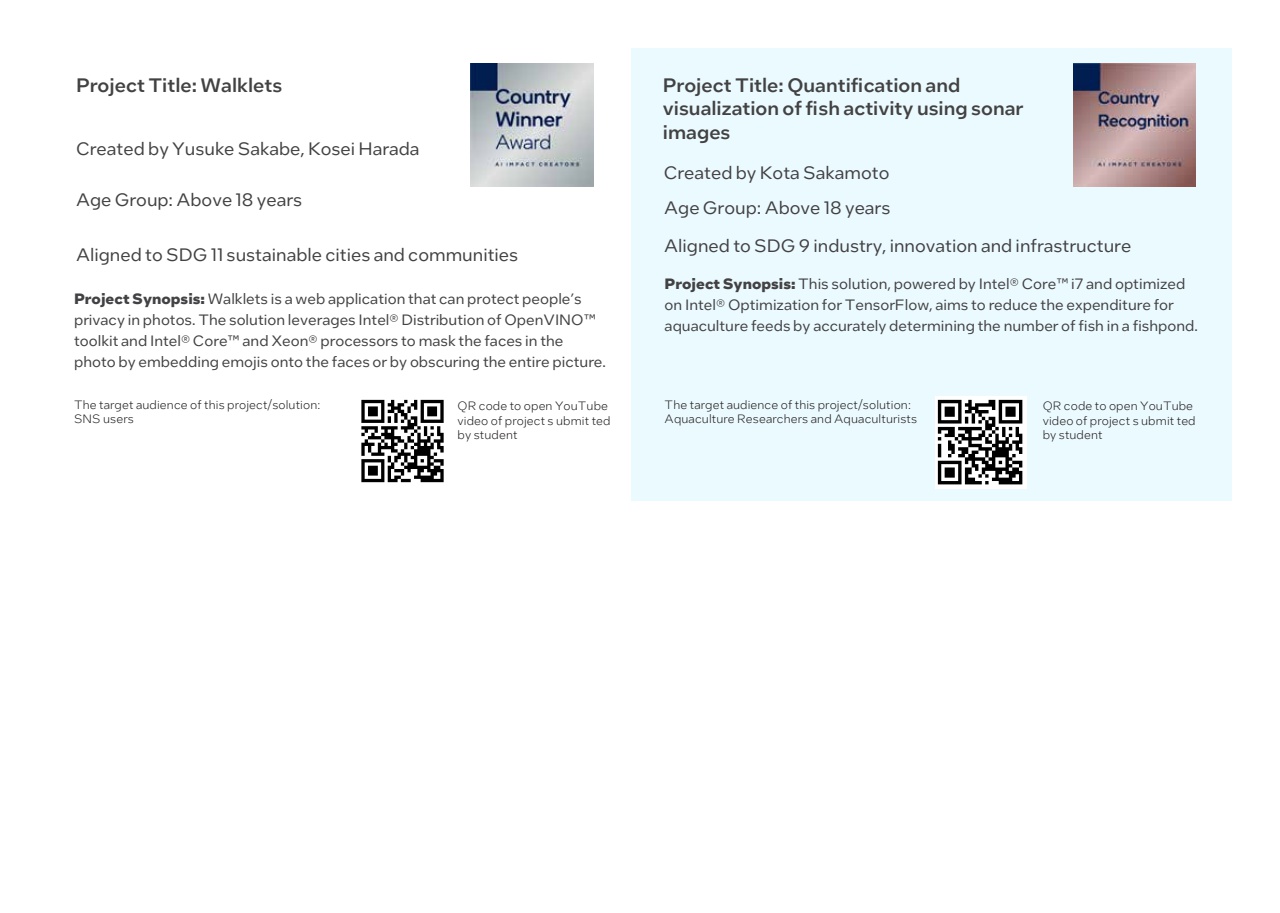 Project Title: Walklets
Country
Winner
Award
AI IMPACT CREATORS
Created by Yusuke Sakabe, Kosei Harada
Age Group: Above 18 years
Aligned to SDG 11 sustainable cities and communities
Project Synopsis: Walklets is a web application that can protect people’s
privacy in photos. The solution leverages Intel® Distribution of OpenVINO™
toolkit and Intel® Core™ and Xeon® processors to mask the faces in the
photo by embedding emojis onto the faces or by obscuring the entire picture.
The target audience of this project/solution:
SNS users
QR code to open YouTube
video of project s ubmit ted
by student
Project Title: Quantification and
visualization of fish activity using sonar
images
Country
Recognition
AI IMPACT CREATORS
Created by Kota Sakamoto
Age Group: Above 18 years
Aligned to SDG 9 industry, innovation and infrastructure
Project Synopsis: This solution, powered by Intel® Core™ i7 and optimized
on Intel® Optimization for TensorFlow, aims to reduce the expenditure for
aquaculture feeds by accurately determining the number of fish in a fishpond.
The target audience of this project/solution:
Aquaculture Researchers and Aquaculturists
QR code to open YouTube
video of project s ubmit ted
by student